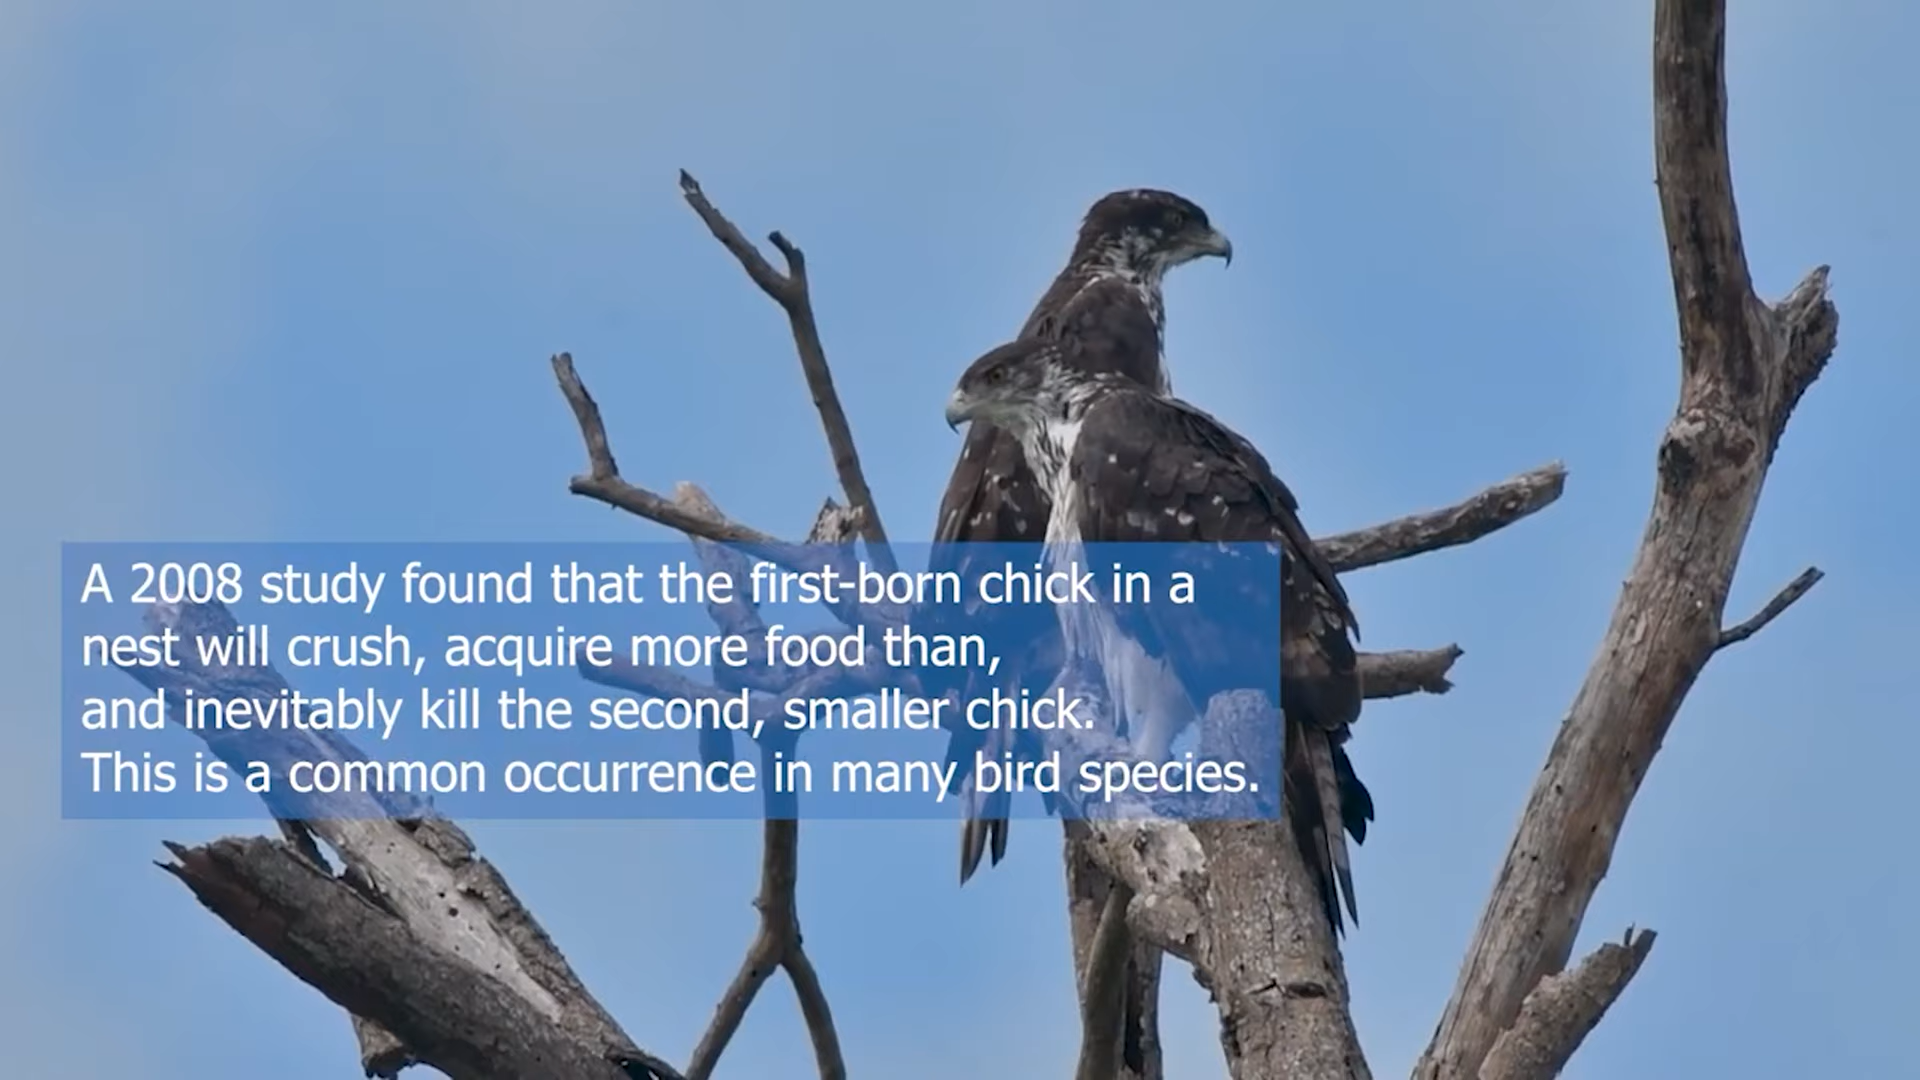 A 2008 study found that the first-born chick in a
nest will crush, acquire more food than,
and inevitably kill the second, smaller chick.
This is a common occurrence in many bird species.